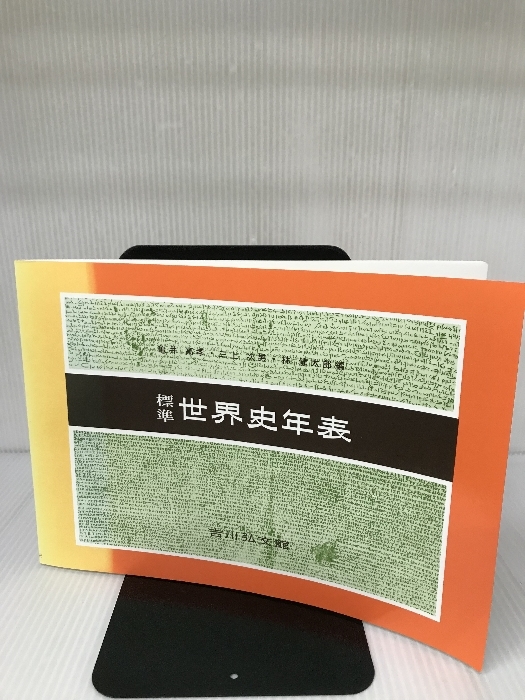 亀井高孝・三上次男・林健太郎編
標準 世界史年表
吉川弘文館